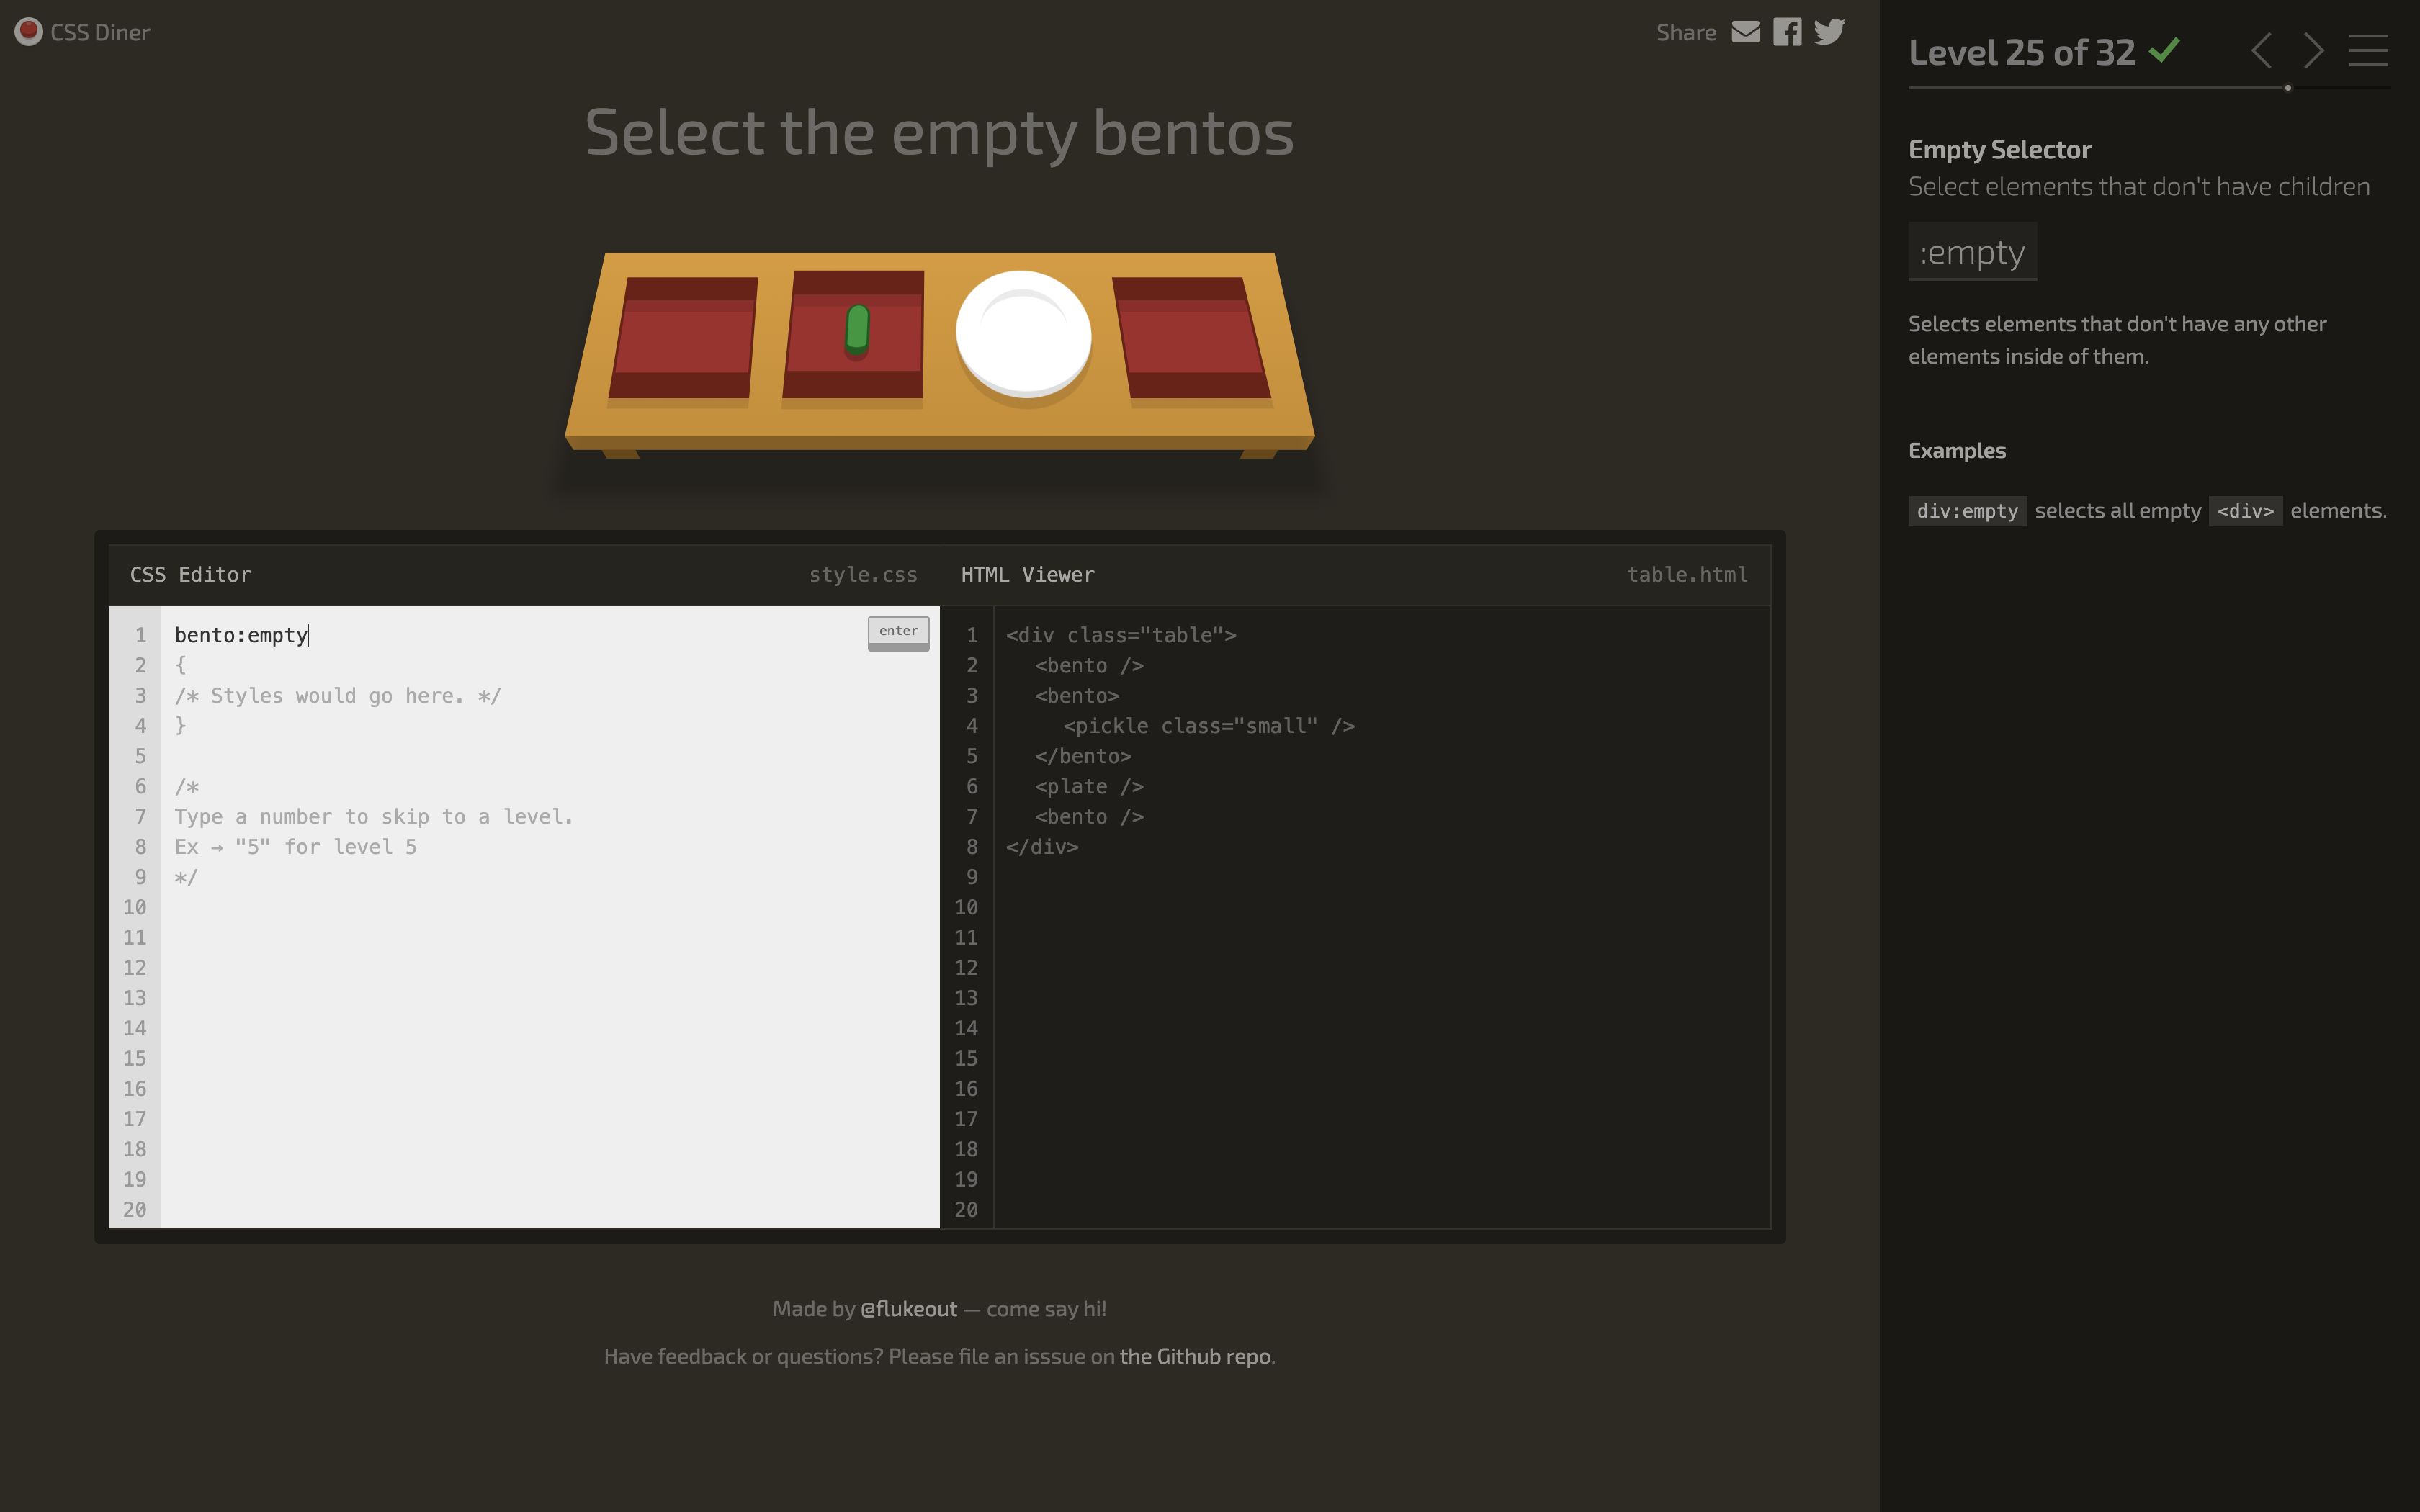 CSS Diner
Share
Select the empty bentos
CSS Editor
style.css
1 bento:empty
enter
2 {
3 /* Styles would go here. */
4 }
5
6 /*
7 Type a number to skip to a level.
8 Ex → "5" for level 5
9 */
10
11
12
13
14
15
16
17
18
19
20
HTML Viewer
table.html
1 <div class="table">
2 <bento />
3 <bento>
4 <pickle class="small" />
5 </bento>
6 <plate />
7 <bento />
8 </div>
9
10
11
12
13
14
15
16
17
18
19
20
Made by @flukeout — come say hi!
Have feedback or questions? Please file an isssue on the Github repo.
Level 25 of 32
Empty Selector
Select elements that don't have children
:empty
Selects elements that don't have any other
elements inside of them.
Examples
div:empty selects all empty <div> elements.